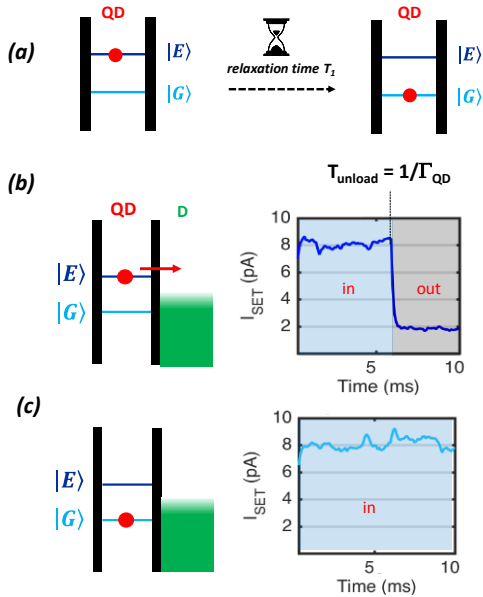 (a)
QD
|E⟩
|G⟩
relaxation time T₁
QD
|E⟩
|G⟩
(b)
QD
D
|E⟩
|G⟩
T_unload = 1/Γ_QD
I_SET (pA)
10
8
6
4
2
in
out
5
10
Time (ms)
(c)
|E⟩
|G⟩
I_SET (pA)
10
8
6
4
2
in
5
10
Time (ms)